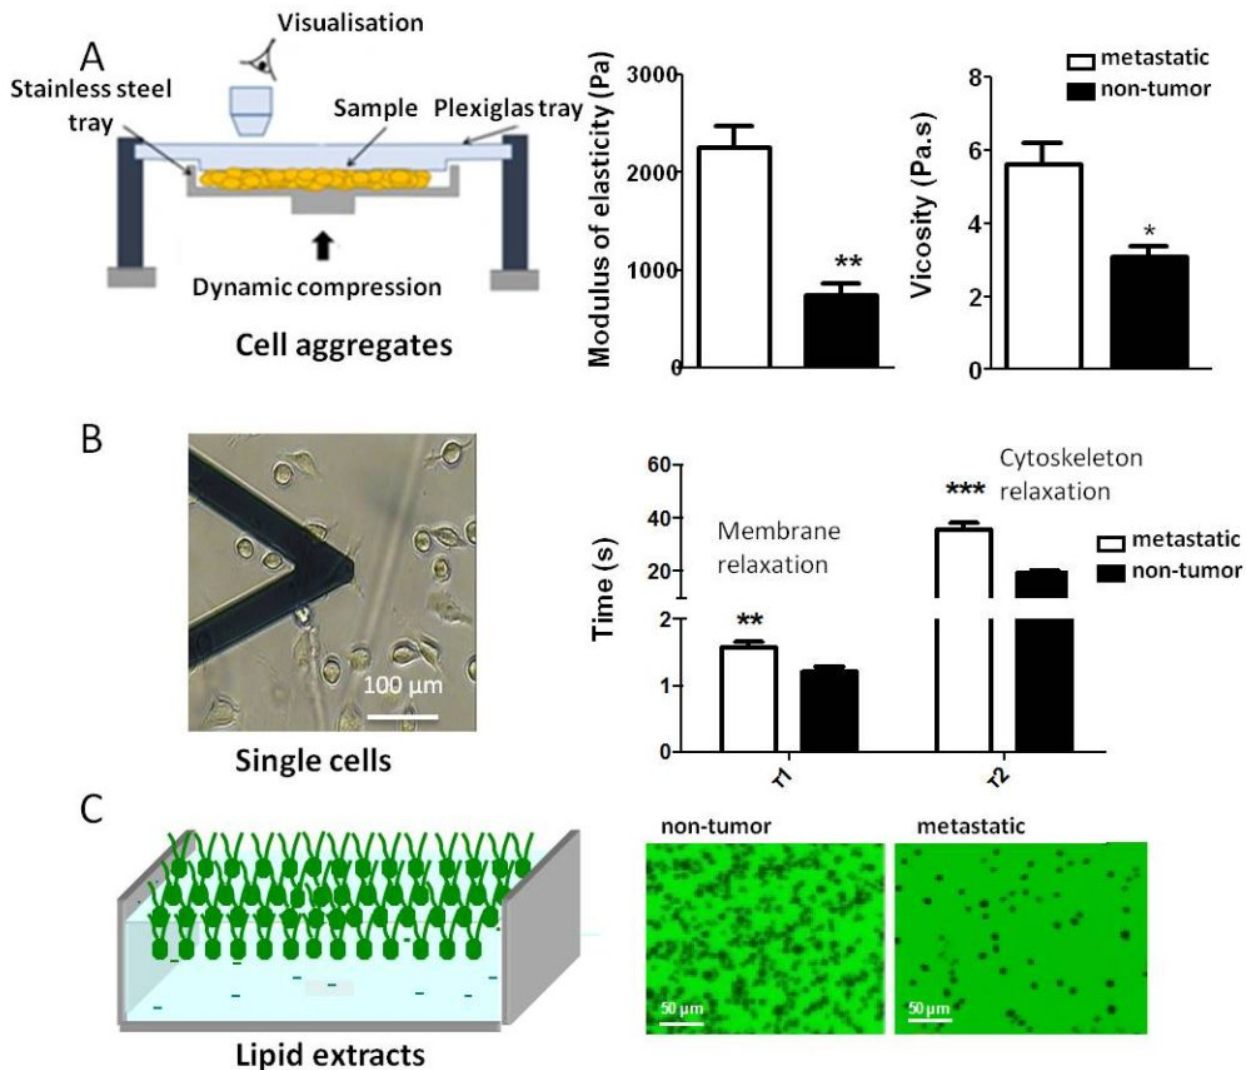 A
Visualisation
Stainless steel
tray
Sample
Plexiglas tray
Dynamic compression
Cell aggregates
Modulus of elasticity (Pa)
3000
2000
1000
0
**
Vicosity (Pa.s)
8
6
4
2
0
*
metastatic
non-tumor
B
100 µm
Single cells
Time (s)
60
40
20
2
1
0
Membrane
relaxation
**
Cytoskeleton
relaxation
***
metastatic
non-tumor
τ1
τ2
C
Lipid extracts
non-tumor
50 µm
metastatic
50 µm